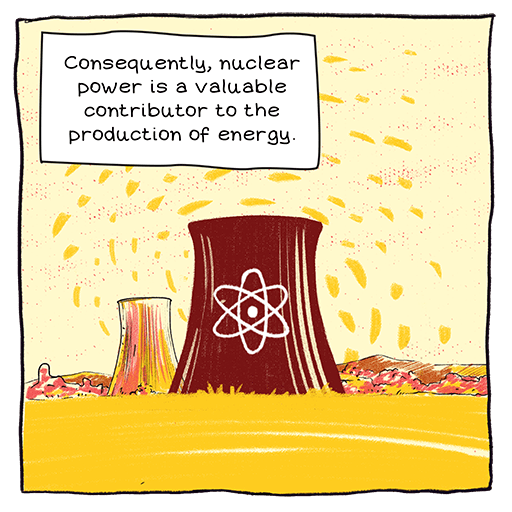 Consequently, nuclear
power is a valuable
contributor to the
production of energy.